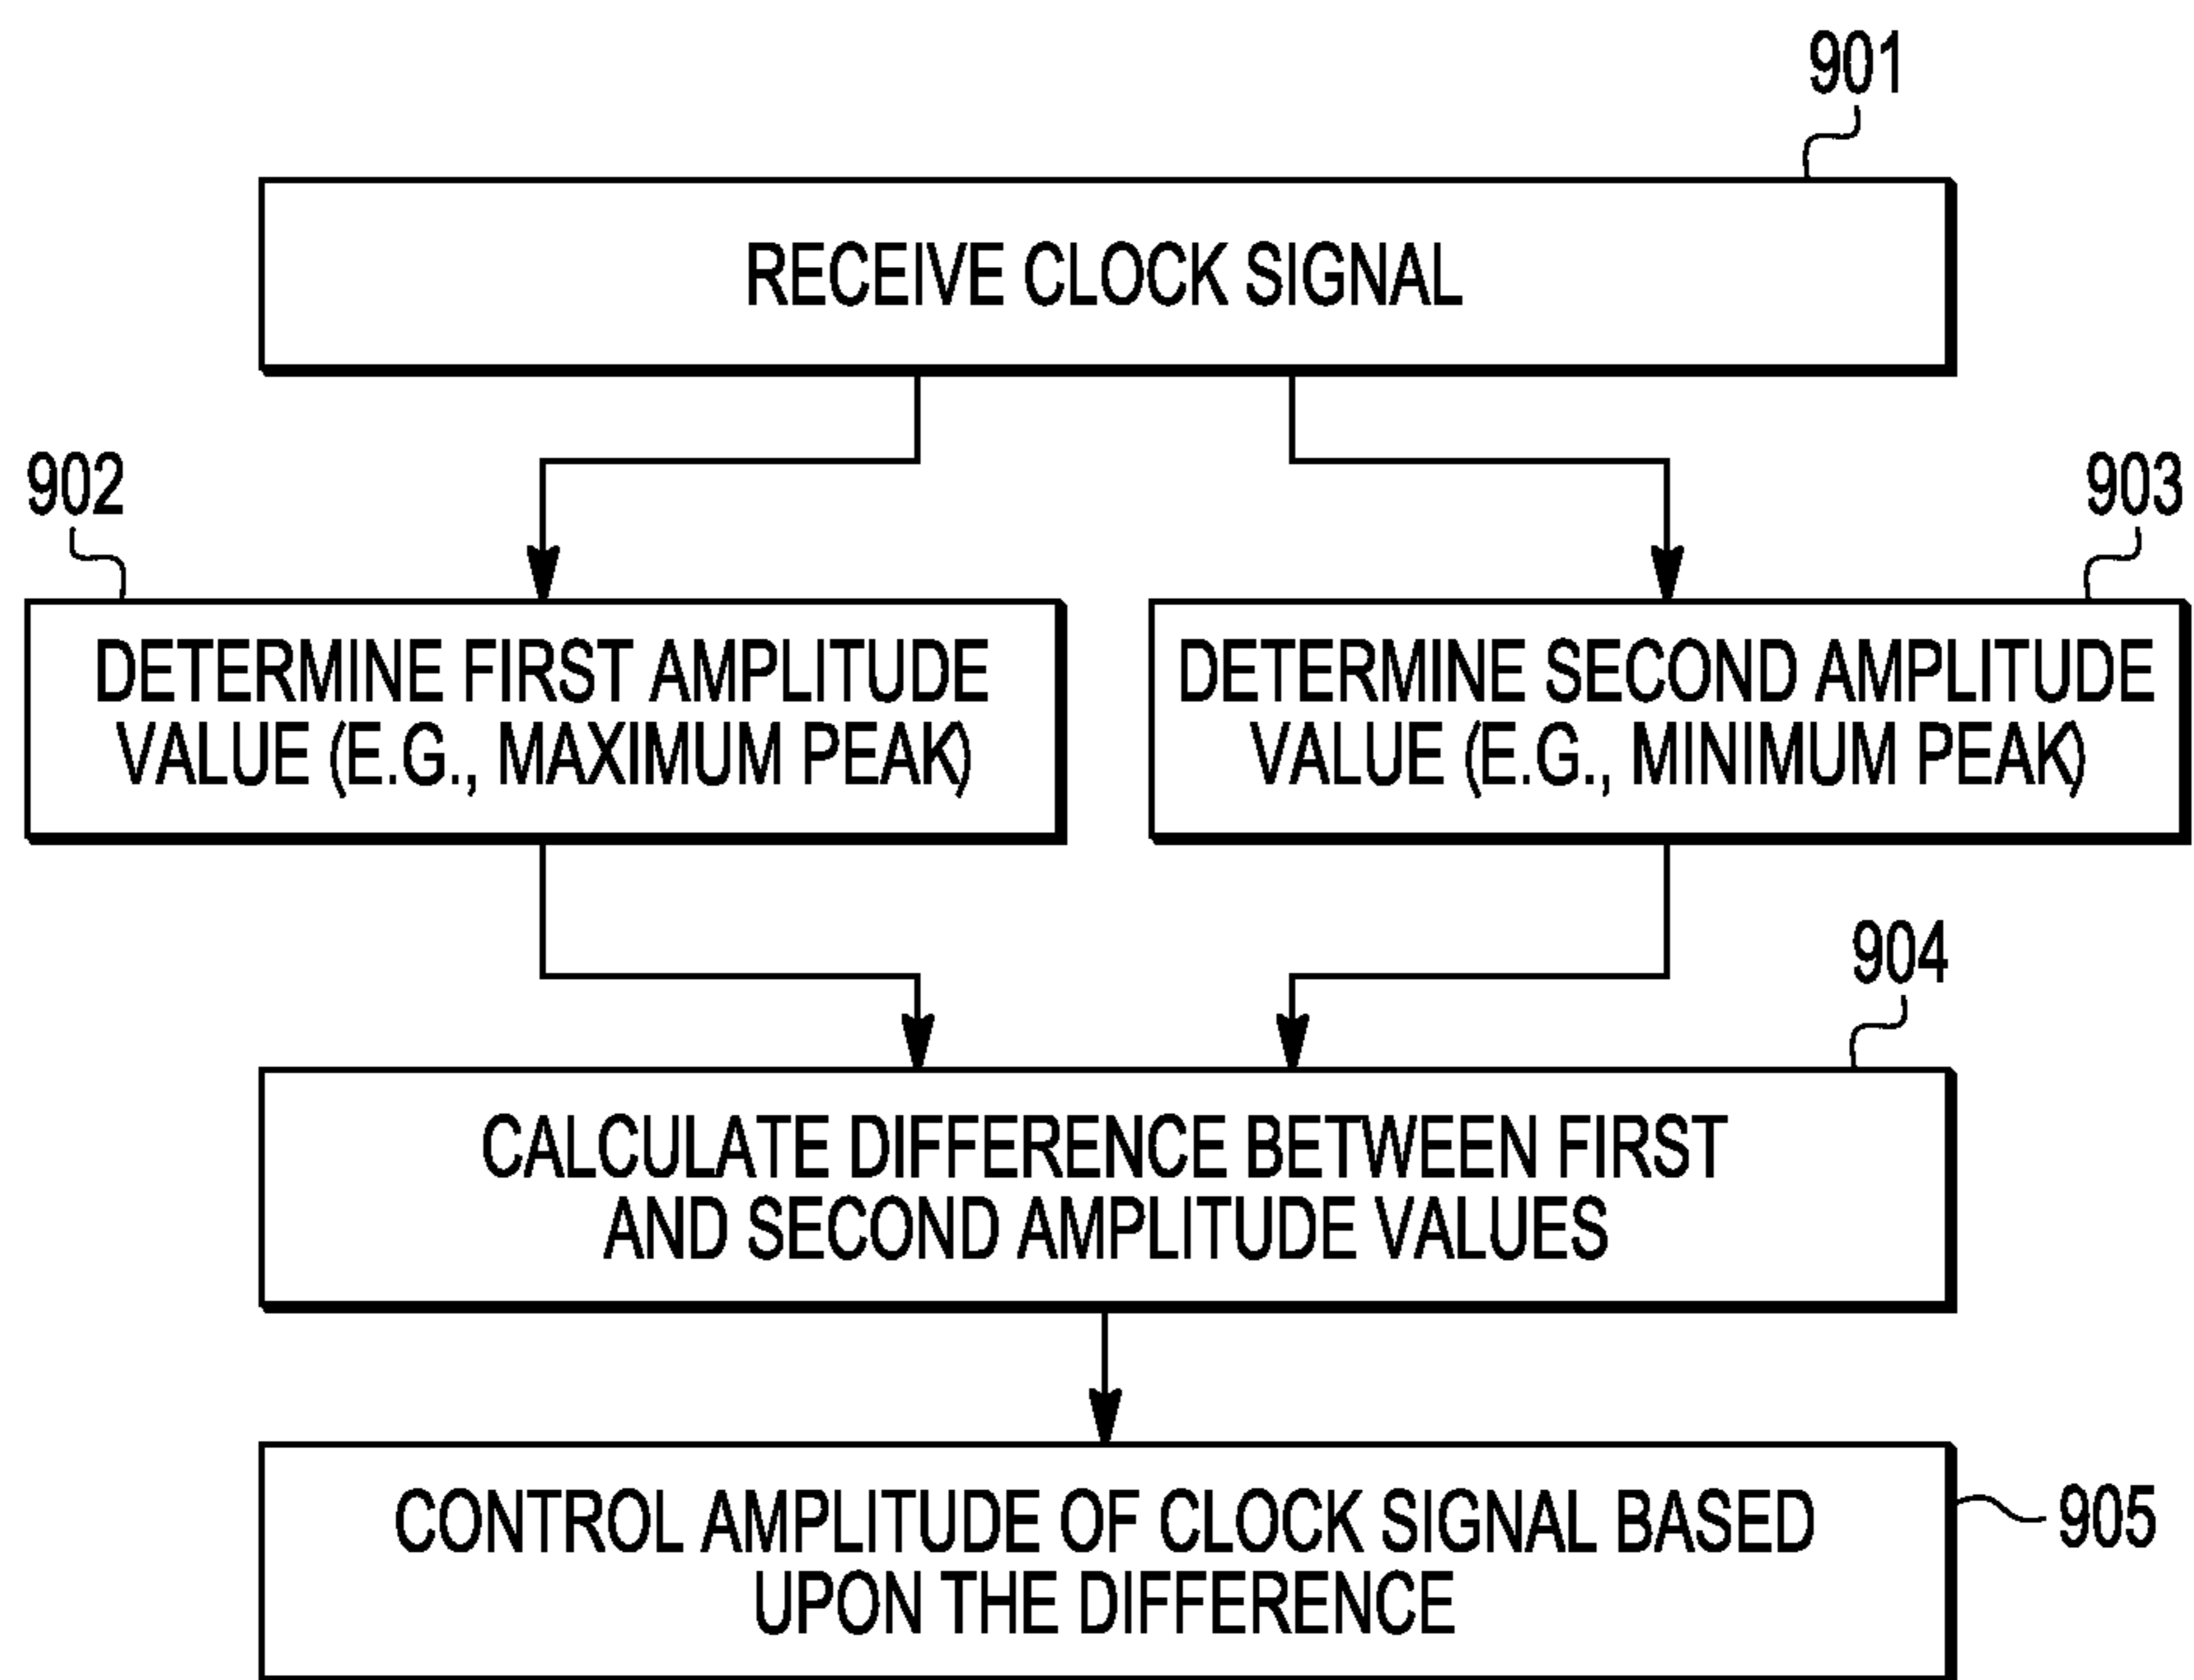 901
RECEIVE CLOCK SIGNAL
902
903
DETERMINE FIRST AMPLITUDE
VALUE (E.G., MAXIMUM PEAK)
DETERMINE SECOND AMPLITUDE
VALUE (E.G., MINIMUM PEAK)
904
CALCULATE DIFFERENCE BETWEEN FIRST
AND SECOND AMPLITUDE VALUES
CONTROL AMPLITUDE OF CLOCK SIGNAL BASED
UPON THE DIFFERENCE
905